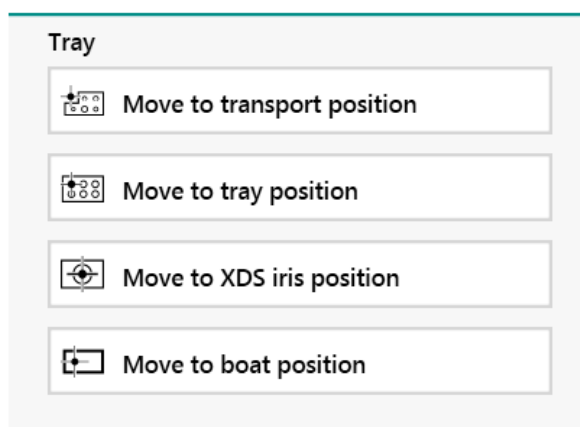 Tray
Move to transport position
Move to tray position
Move to XDS iris position
Move to boat position